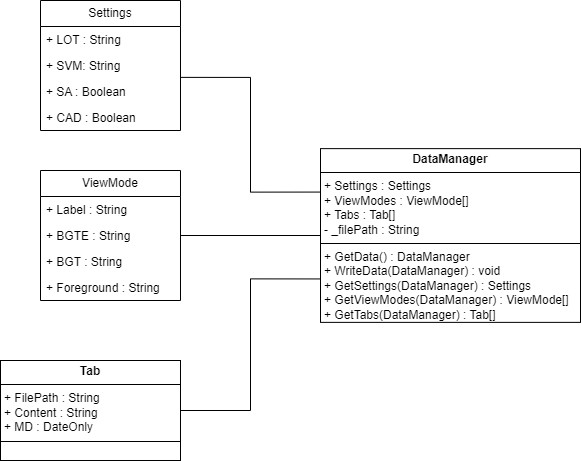 Settings
+ LOT : String
+ SVM: String
+ SA : Boolean
+ CAD : Boolean
ViewMode
+ Label : String
+ BGTE : String
+ BGT : String
+ Foreground : String
Tab
+ FilePath : String
+ Content : String
+ MD : DateOnly
DataManager
+ Settings : Settings
+ ViewModes : ViewMode[]
+ Tabs : Tab[]
- _filePath : String
+ GetData() : DataManager
+ WriteData(DataManager) : void
+ GetSettings(DataManager) : Settings
+ GetViewModes(DataManager) : ViewMode[]
+ GetTabs(DataManager) : Tab[]